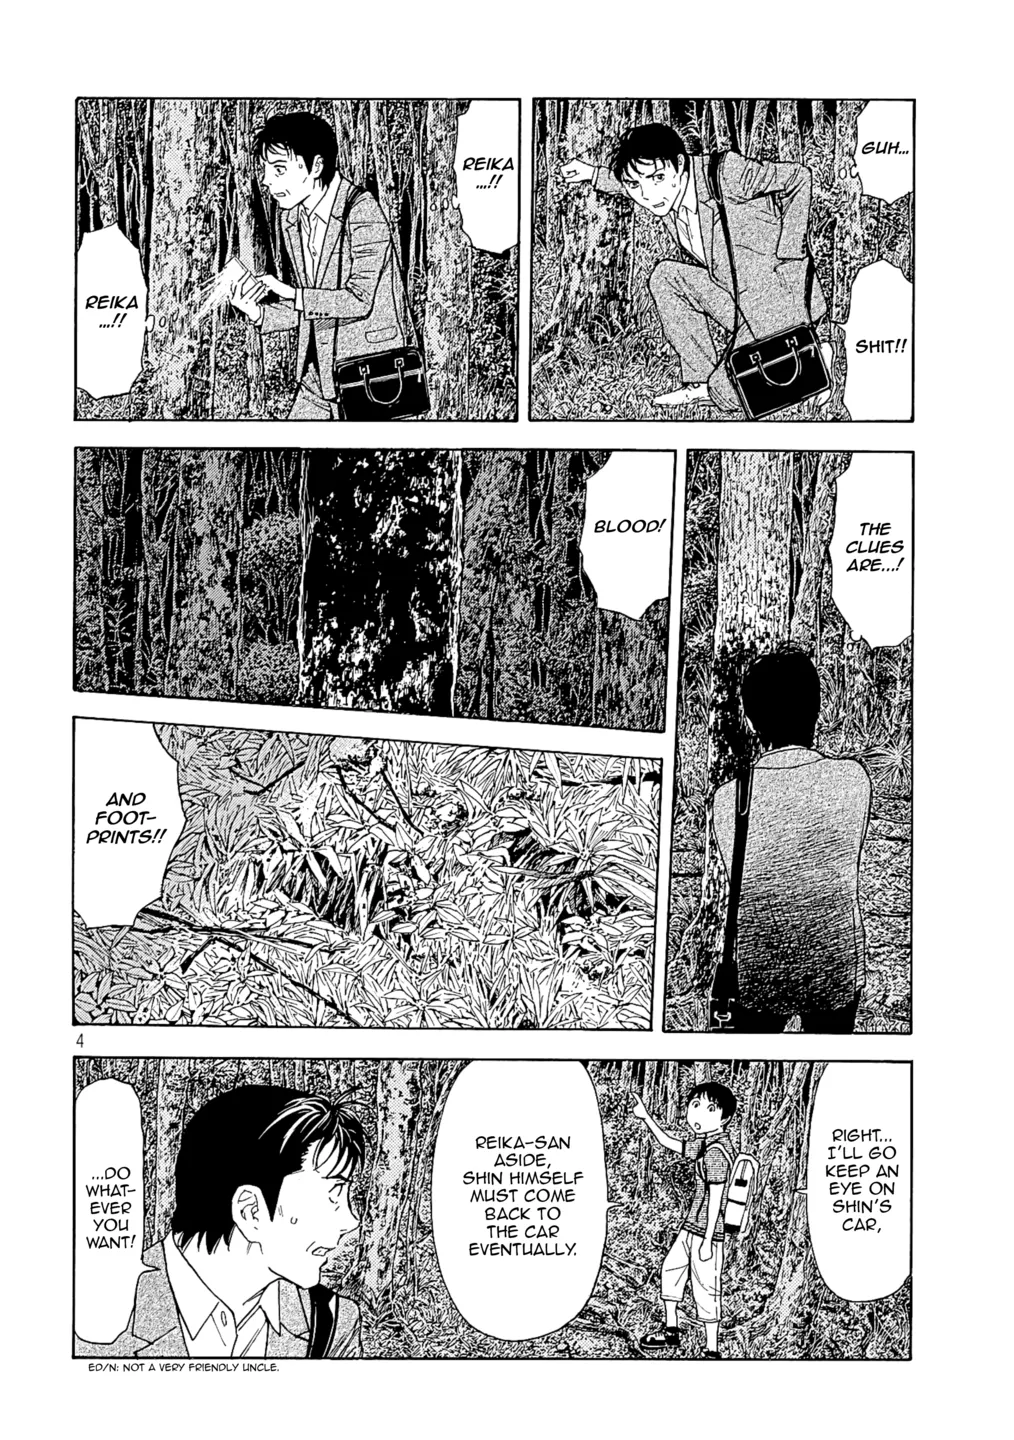 GUH...
SHIT!!
REIKA
...!!
REIKA
...!!
THE
CLUES
ARE...!
BLOOD!
AND
FOOT-
PRINTS!!
4
RIGHT...
I'LL GO
KEEP AN
EYE ON
SHIN'S
CAR,
REIKA-SAN
ASIDE,
SHIN HIMSELF
MUST COME
BACK TO
THE CAR
EVENTUALLY.
...DO
WHAT-
EVER
YOU
WANT!
ED/N: NOT A VERY FRIENDLY UNCLE.